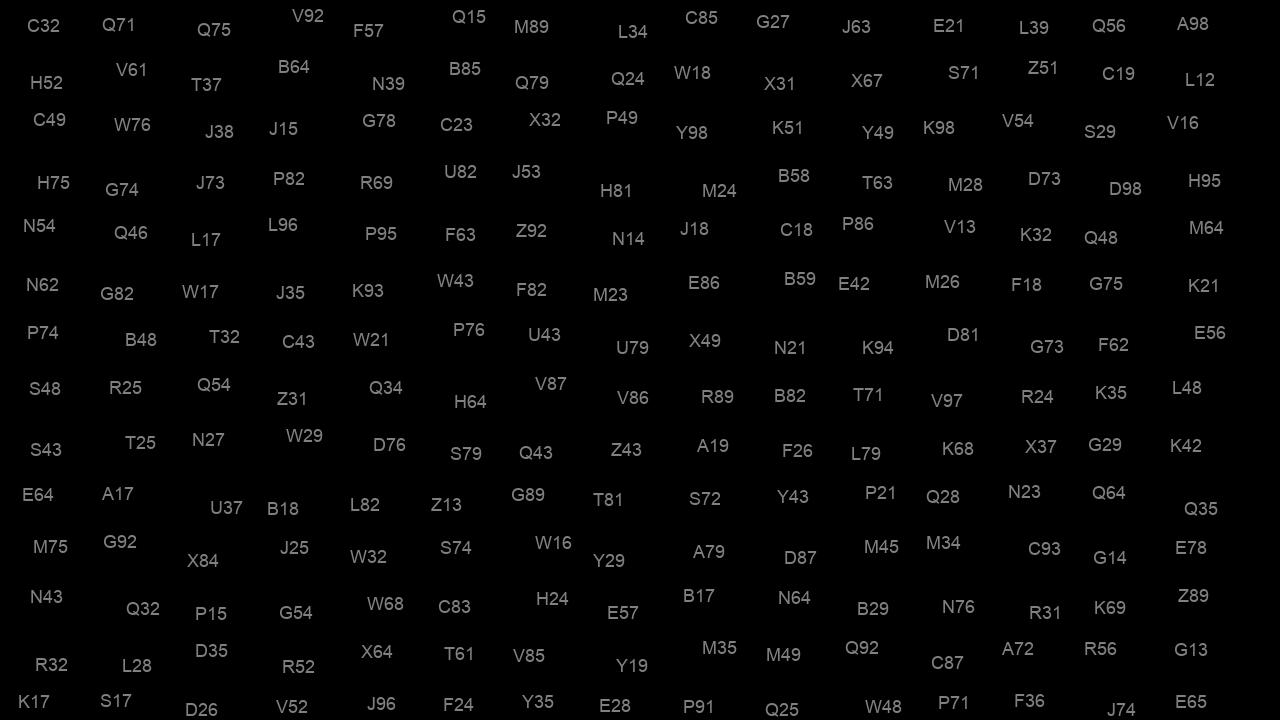 C32 Q71 Q75 V92 F57 Q15 M89 L34 C85 G27 J63 E21 L39 Q56 A98
H52 V61 T37 B64 N39 B85 Q79 Q24 W18 X31 X67 S71 Z51 C19 L12
C49 W76 J38 J15 G78 C23 X32 P49 Y98 K51 Y49 K98 V54 S29 V16
H75 G74 J73 P82 R69 U82 J53 H81 M24 B58 T63 M28 D73 D98 H95
N54 Q46 L17 L96 P95 F63 Z92 N14 J18 C18 P86 V13 K32 Q48 M64
N62 G82 W17 J35 K93 W43 F82 M23 E86 B59 E42 M26 F18 G75 K21
P74 B48 T32 C43 W21 P76 U43 U79 X49 N21 K94 D81 G73 F62 E56
S48 R25 Q54 Z31 Q34 H64 V87 V86 R89 B82 T71 V97 R24 K35 L48
S43 T25 N27 W29 D76 S79 Q43 Z43 A19 F26 L79 K68 X37 G29 K42
E64 A17 U37 B18 L82 Z13 G89 T81 S72 Y43 P21 Q28 N23 Q64 Q35
M75 G92 X84 J25 W32 S74 W16 Y29 A79 D87 M45 M34 C93 G14 E78
N43 Q32 P15 G54 W68 C83 H24 E57 B17 N64 B29 N76 R31 K69 Z89
R32 L28 D35 R52 X64 T61 V85 Y19 M35 M49 Q92 C87 A72 R56 G13
K17 S17 D26 V52 J96 F24 Y35 E28 P91 Q25 W48 P71 F36 J74 E65